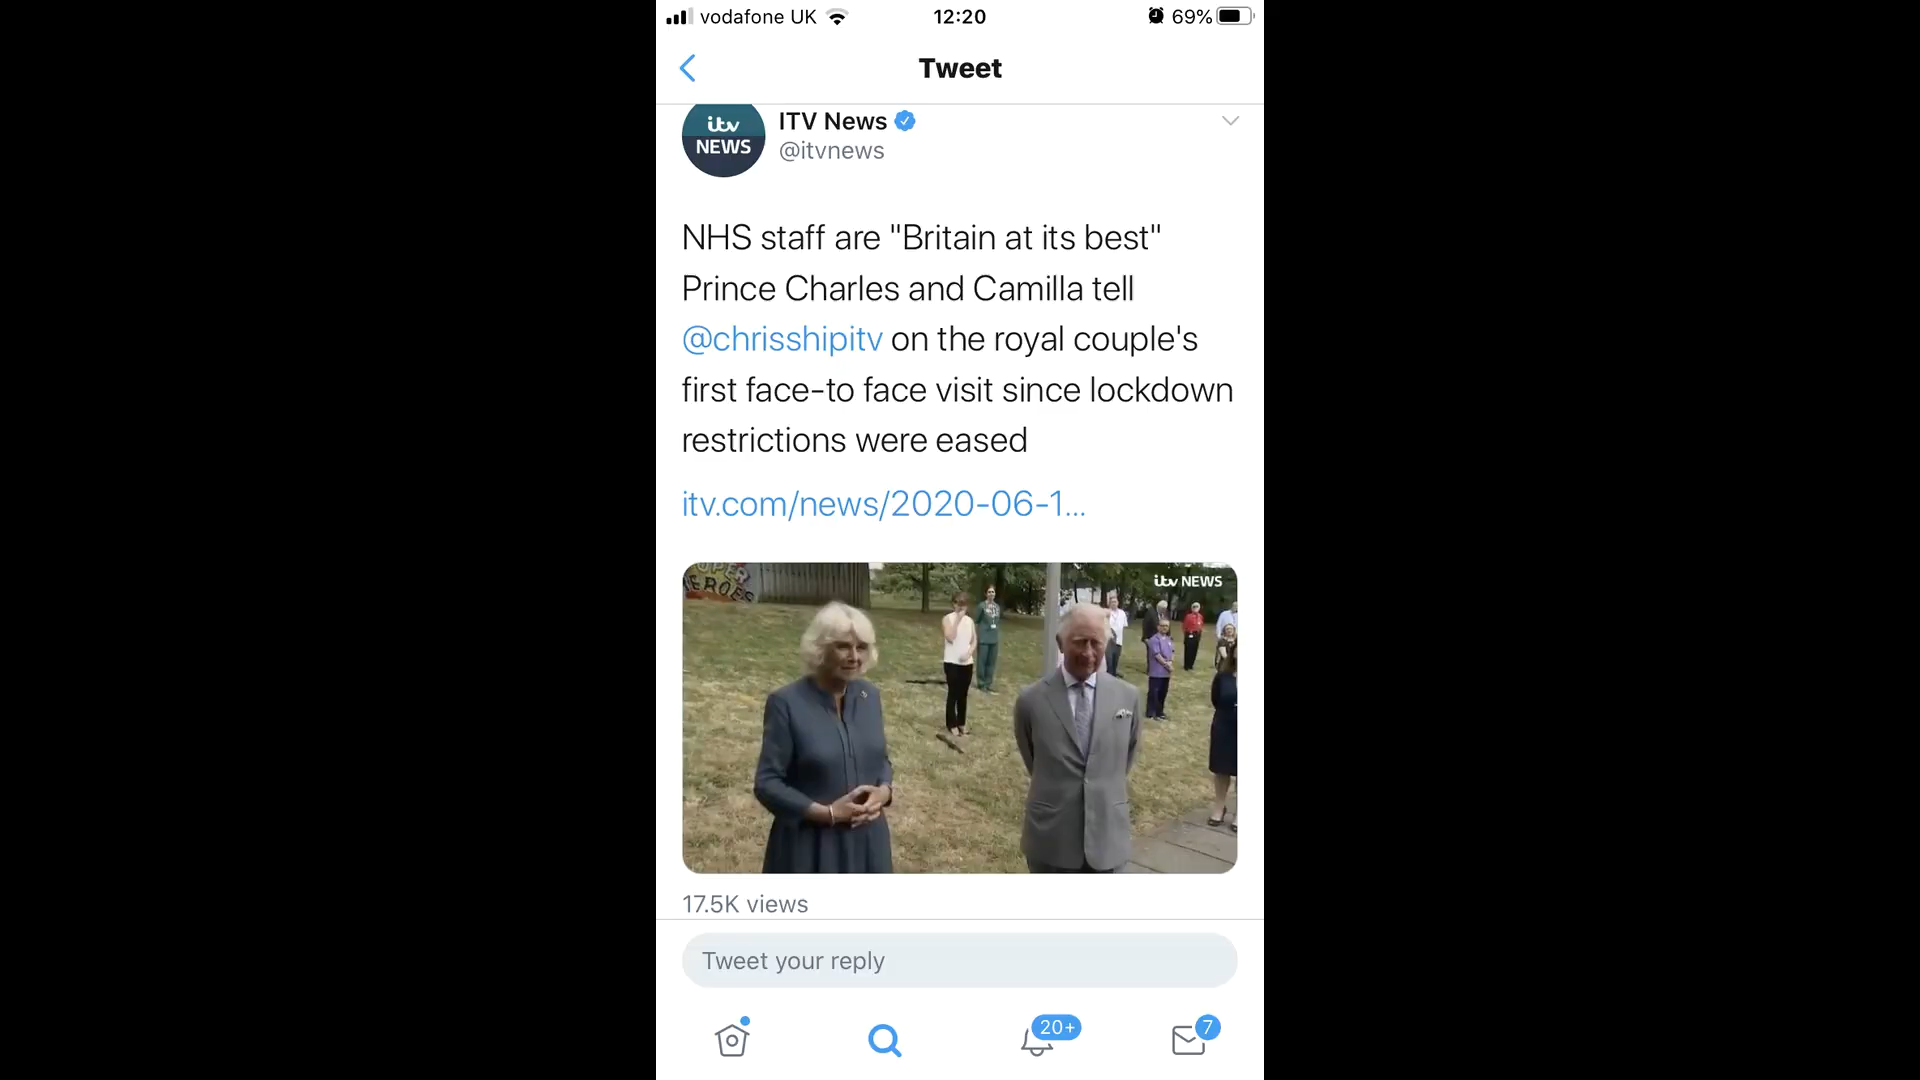 vodafone UK
12:20
69%
Tweet
itv
NEWS
ITV News
@itvnews
NHS staff are "Britain at its best"
Prince Charles and Camilla tell
@chrisshipitv on the royal couple's
first face-to face visit since lockdown
restrictions were eased
itv.com/news/2020-06-1...
itv NEWS
17.5K views
Tweet your reply
20+
7